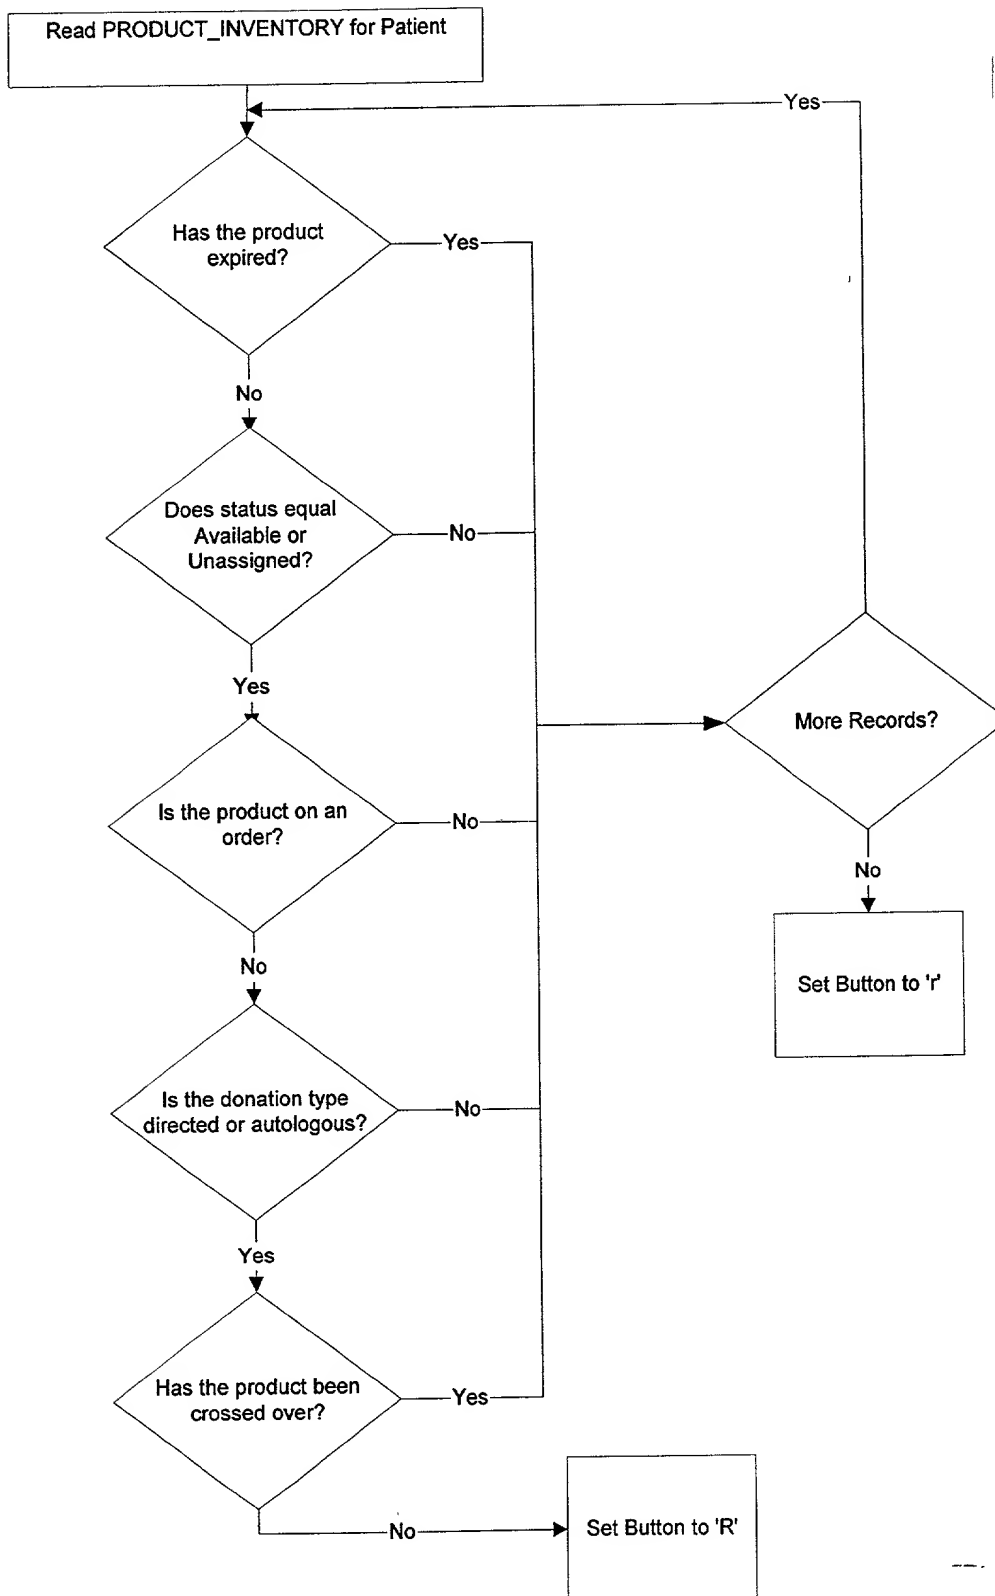 Read PRODUCT_INVENTORY for Patient
Yes
Has the product
expired?
Yes
No
Does status equal
Available or
Unassigned?
No
Yes
More Records?
Is the product on an
order?
No
No
No
Set Button to 'r'
Is the donation type
directed or autologous?
No
Yes
Has the product been
crossed over?
Yes
No
Set Button to 'R'